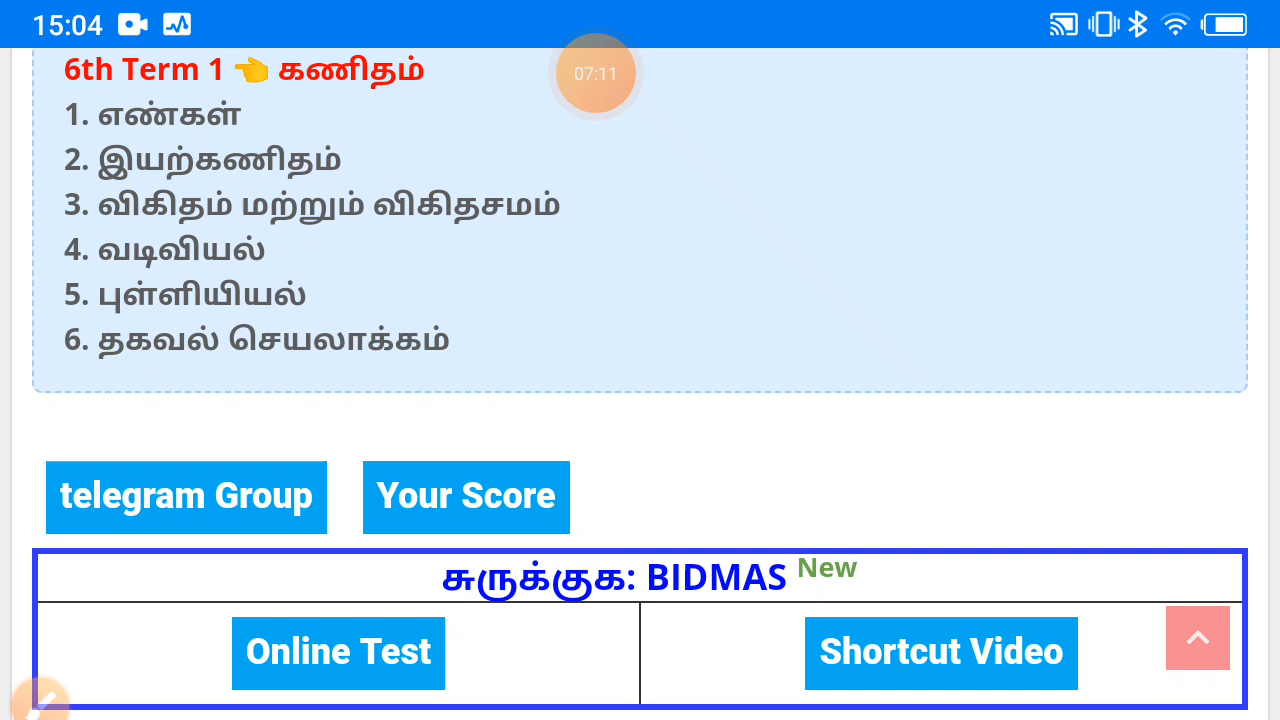 15:04
07:11
6th Term 1 👈 கணிதம்
1. எண்கள்
2. இயற்கணிதம்
3. விகிதம் மற்றும் விகிதசமம்
4. வடிவியல்
5. புள்ளியியல்
6. தகவல் செயலாக்கம்
telegram Group Your Score
சுருக்குக: BIDMAS New
Online Test Shortcut Video